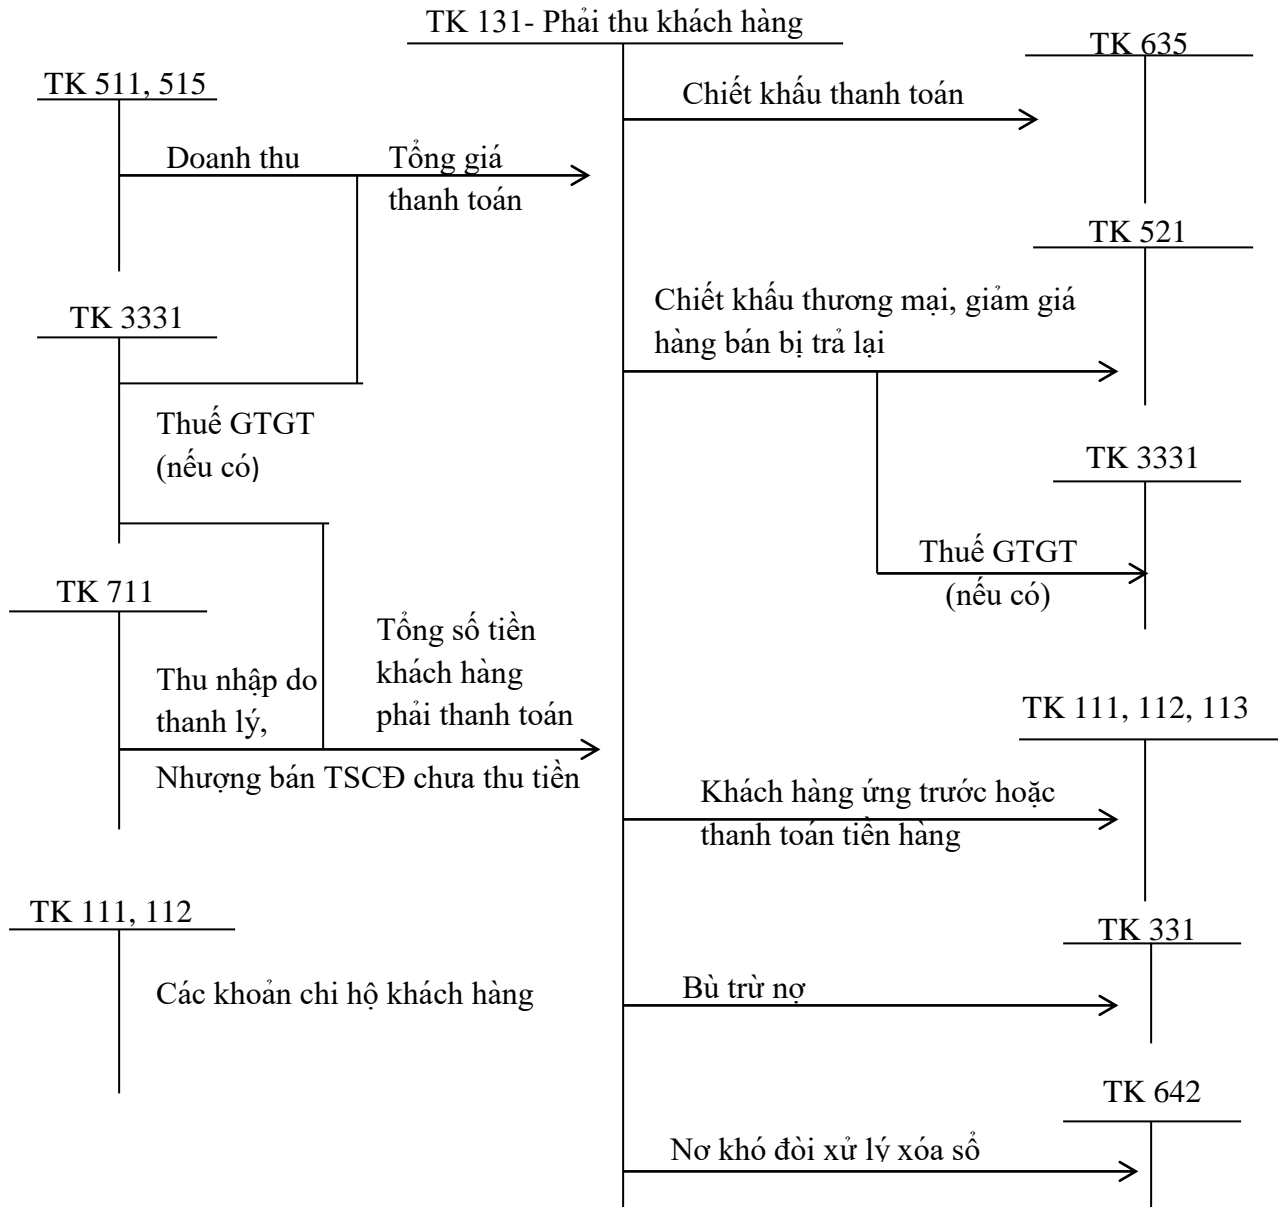 TK 131- Phải thu khách hàng
TK 635
TK 511, 515
Chiết khấu thanh toán
Doanh thu
Tổng giá
thanh toán
TK 521
TK 3331
Chiết khấu thương mại, giảm giá
hàng bán bị trả lại
Thuế GTGT
(nếu có)
TK 3331
Thuế GTGT
(nếu có)
TK 711
Tổng số tiền
khách hàng
phải thanh toán
Thu nhập do
thanh lý,
Nhượng bán TSCĐ chưa thu tiền
TK 111, 112, 113
Khách hàng ứng trước hoặc
thanh toán tiền hàng
TK 111, 112
TK 331
Các khoản chi hộ khách hàng
Bù trừ nợ
TK 642
Nơ khó đòi xử lý xóa sổ